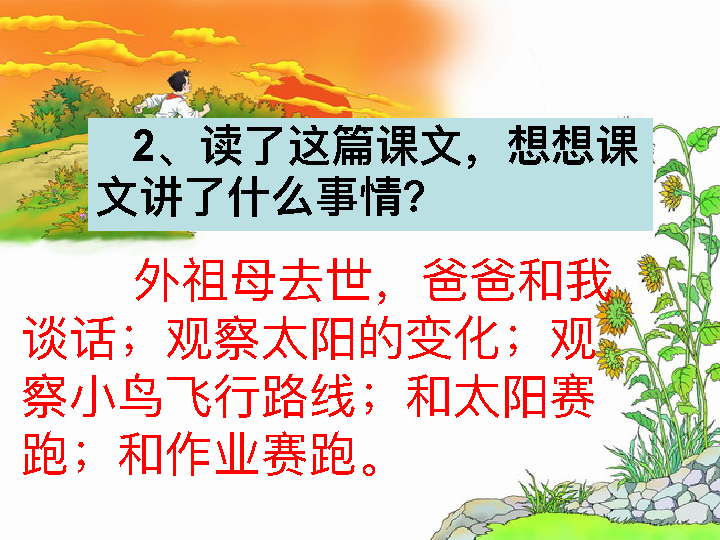 2、读了这篇课文，想想课
文讲了什么事情？
外祖母去世，爸爸和我
谈话；观察太阳的变化；观
察小鸟飞行路线；和太阳赛
跑；和作业赛跑。